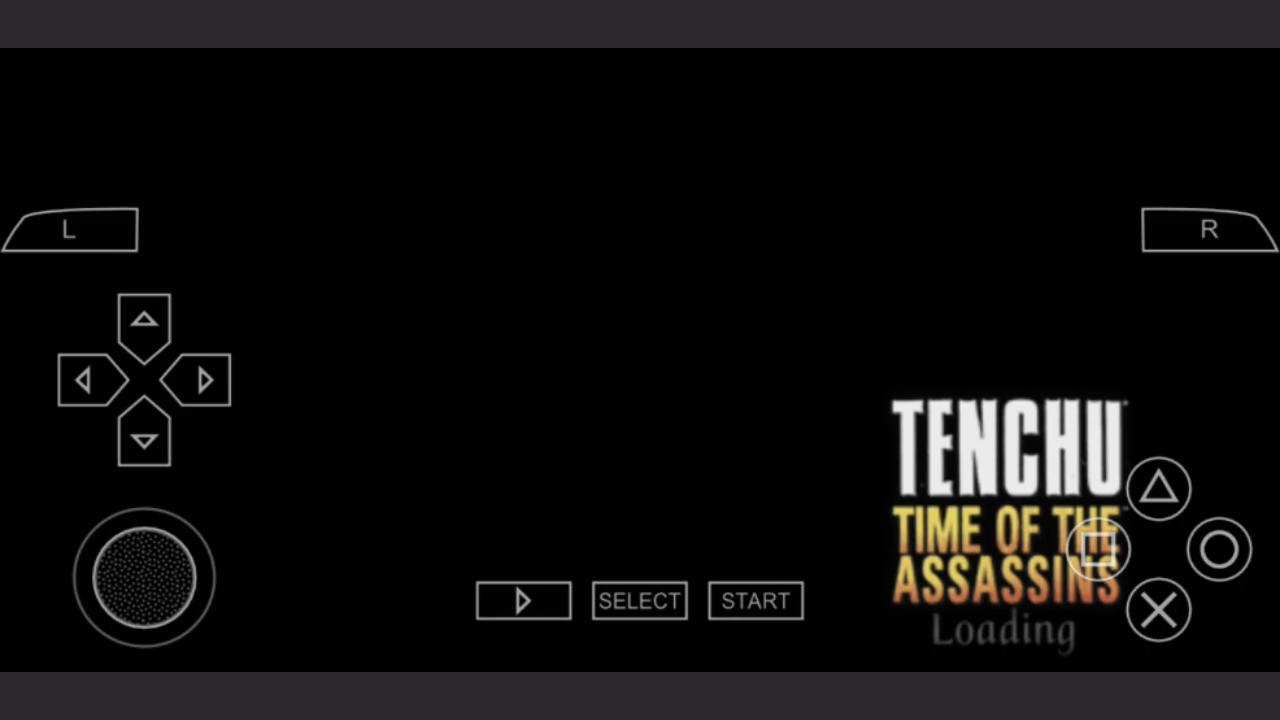 L
R
TENCHU
TIME OF THE
ASSASSINS
SELECT
START
Loading